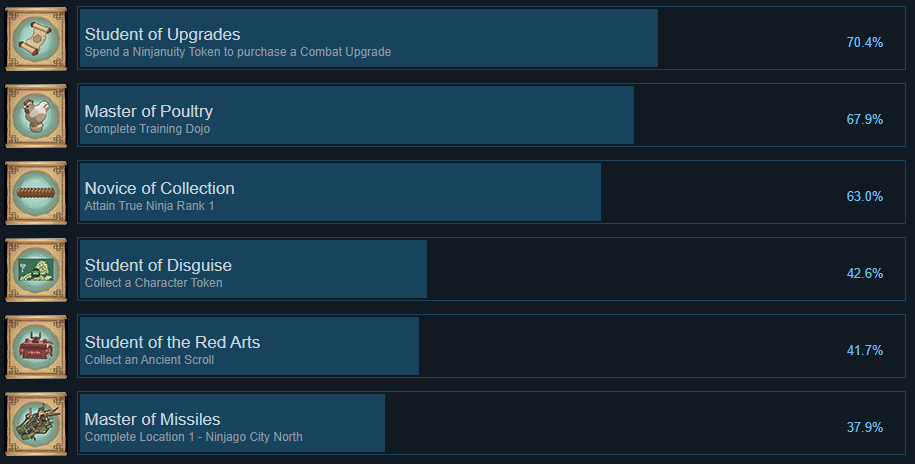 Student of Upgrades
Spend a Ninjanuity Token to purchase a Combat Upgrade
70.4%
Master of Poultry
Complete Training Dojo
67.9%
Novice of Collection
Attain True Ninja Rank 1
63.0%
Student of Disguise
Collect a Character Token
42.6%
Student of the Red Arts
Collect an Ancient Scroll
41.7%
Master of Missiles
Complete Location 1 - Ninjago City North
37.9%